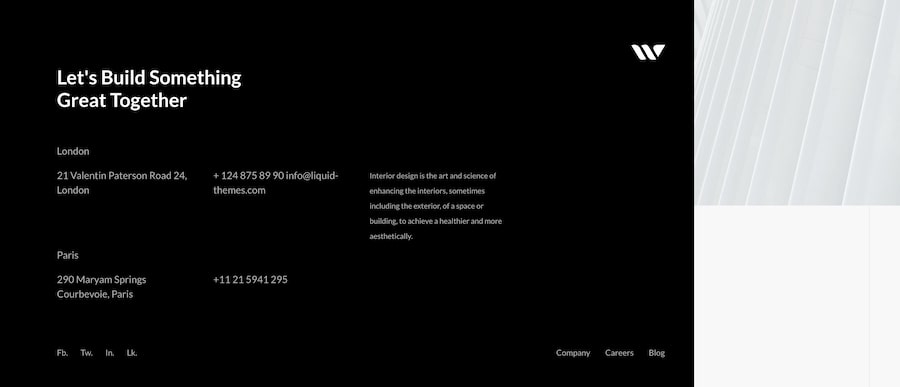 Let's Build Something
Great Together
London
21 Valentin Paterson Road 24,
London
+ 124 875 89 90 info@liquid-
themes.com
Interior design is the art and science of
enhancing the interiors, sometimes
including the exterior, of a space or
building, to achieve a healthier and more
aesthetically.
Paris
290 Maryam Springs
Courbevoie, Paris
+11 21 5941 295
Fb. Tw. In. Lk.
Company Careers Blog